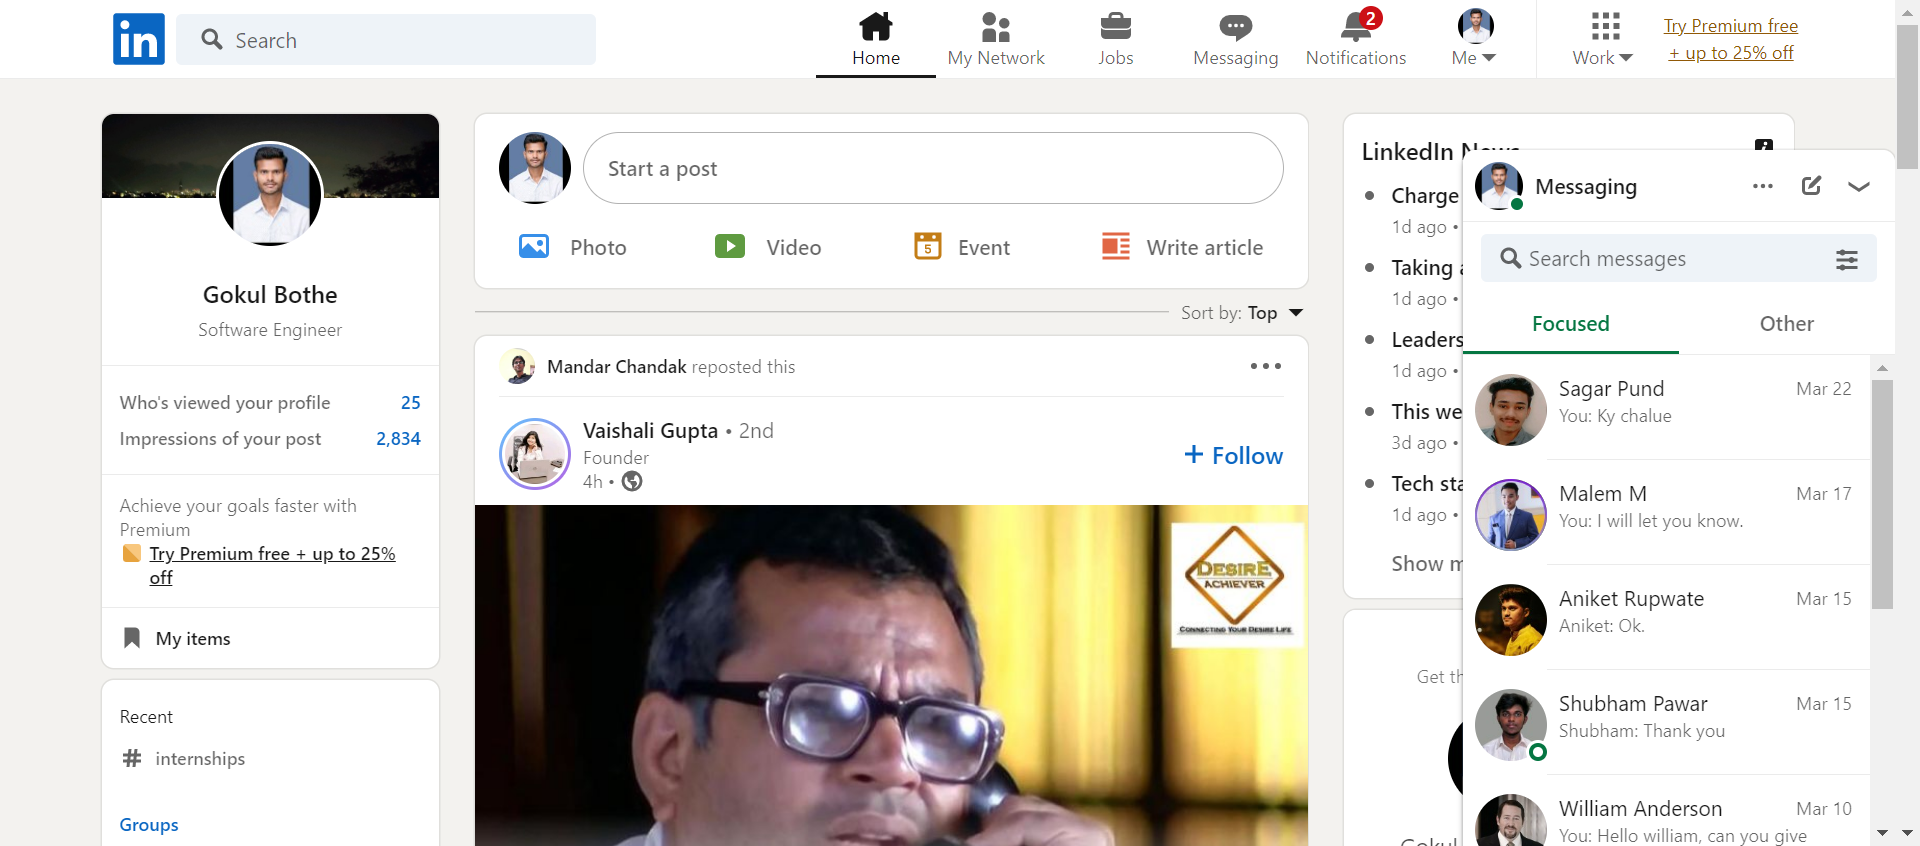 in
Search
Home
My Network
Jobs
Messaging
2
Notifications
Me
Work
Try Premium free
+ up to 25% off
Gokul Bothe
Software Engineer
Who's viewed your profile 25
Impressions of your post 2,834
Achieve your goals faster with
Premium
Try Premium free + up to 25%
off
My items
Recent
# internships
Groups
Start a post
Photo
Video
5
Event
Write article
Sort by: Top
Mandar Chandak reposted this
Vaishali Gupta • 2nd
Founder
4h •
+ Follow
DESIRE
ACHIEVER
CONNECTING YOUR DESIRE LIFE
LinkedIn
Charge
1d ago •
Taking
1d ago •
1d ago •
This
3d ago •
Tech
1d ago •
Show
Get
Gokul
Messaging
Search messages
Focused
Other
Sagar Pund Mar 22
You: Ky chalue
Malem M Mar 17
You: I will let you know.
Aniket Rupwate Mar 15
Aniket: Ok.
Shubham Pawar Mar 15
Shubham: Thank you
William Anderson Mar 10
You: Hello william, can you give